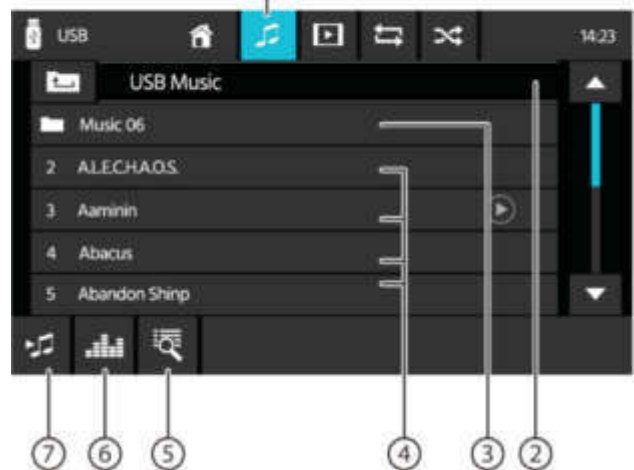 USB 14:23
USB Music
Music 06
2 A.L.E.C.H.A.O.S.
3 Aaminin
4 Abacus
5 Abandon Shinp
⑦ ⑥ ⑤ ④ ③ ②